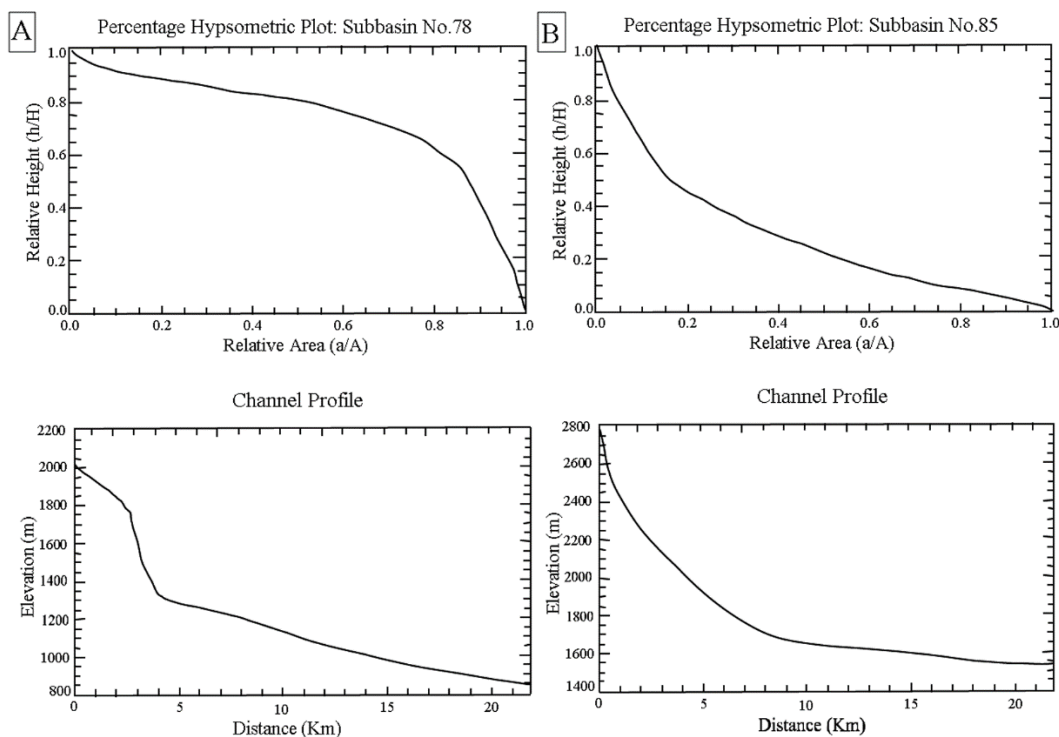 A
Percentage Hypsometric Plot: Subbasin No.78
1.0
0.8
0.6
0.4
0.2
0.0
Relative Height (h/H)
0.0 0.2 0.4 0.6 0.8 1.0
Relative Area (a/A)
B
Percentage Hypsometric Plot: Subbasin No.85
1.0
0.8
0.6
0.4
0.2
0.0
Relative Height (h/H)
0.0 0.2 0.4 0.6 0.8 1.0
Relative Area (a/A)
Channel Profile
2200
2000
1800
1600
1400
1200
1000
800
Elevation (m)
0 5 10 15 20
Distance (Km)
Channel Profile
2800
2600
2400
2200
2000
1800
1600
1400
Elevation (m)
0 5 10 15 20
Distance (Km)